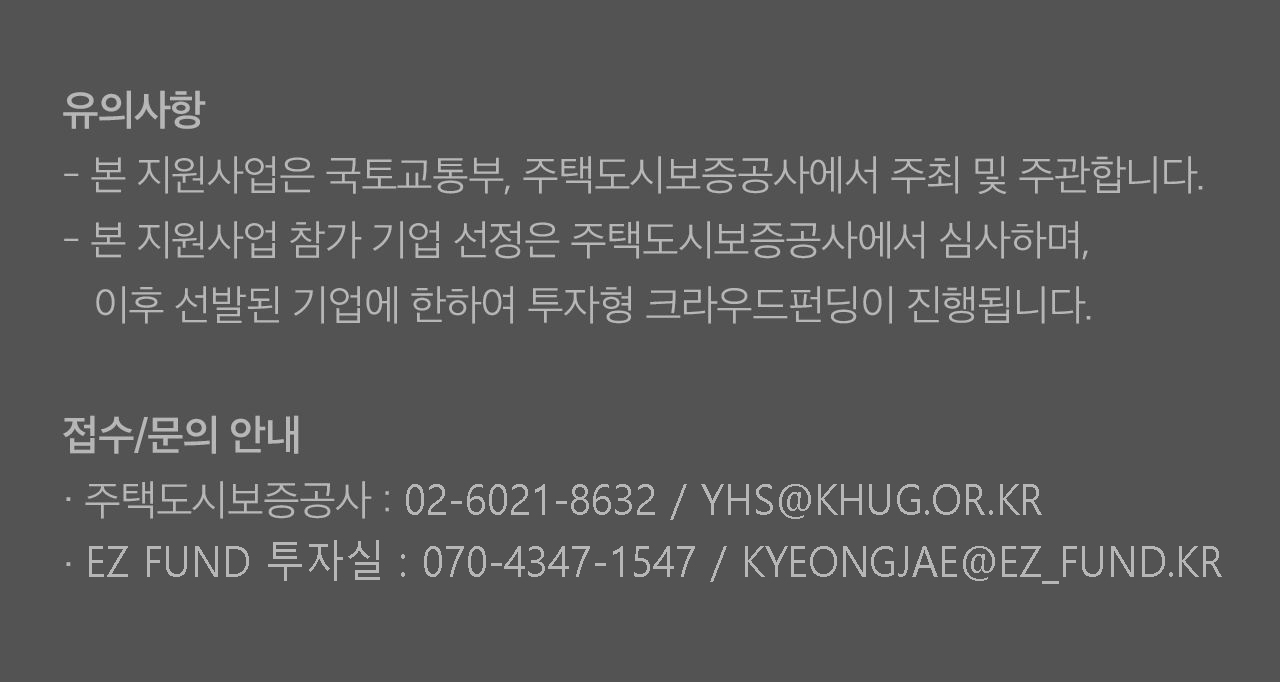 유의사항
- 본 지원사업은 국토교통부, 주택도시보증공사에서 주최 및 주관합니다.
- 본 지원사업 참가 기업 선정은 주택도시보증공사에서 심사하며,
이후 선발된 기업에 한하여 투자형 크라우드펀딩이 진행됩니다.
접수/문의 안내
· 주택도시보증공사 : 02-6021-8632 / YHS@KHUG.OR.KR
· EZ FUND 투자실 : 070-4347-1547 / KYEONGJAE@EZ_FUND.KR